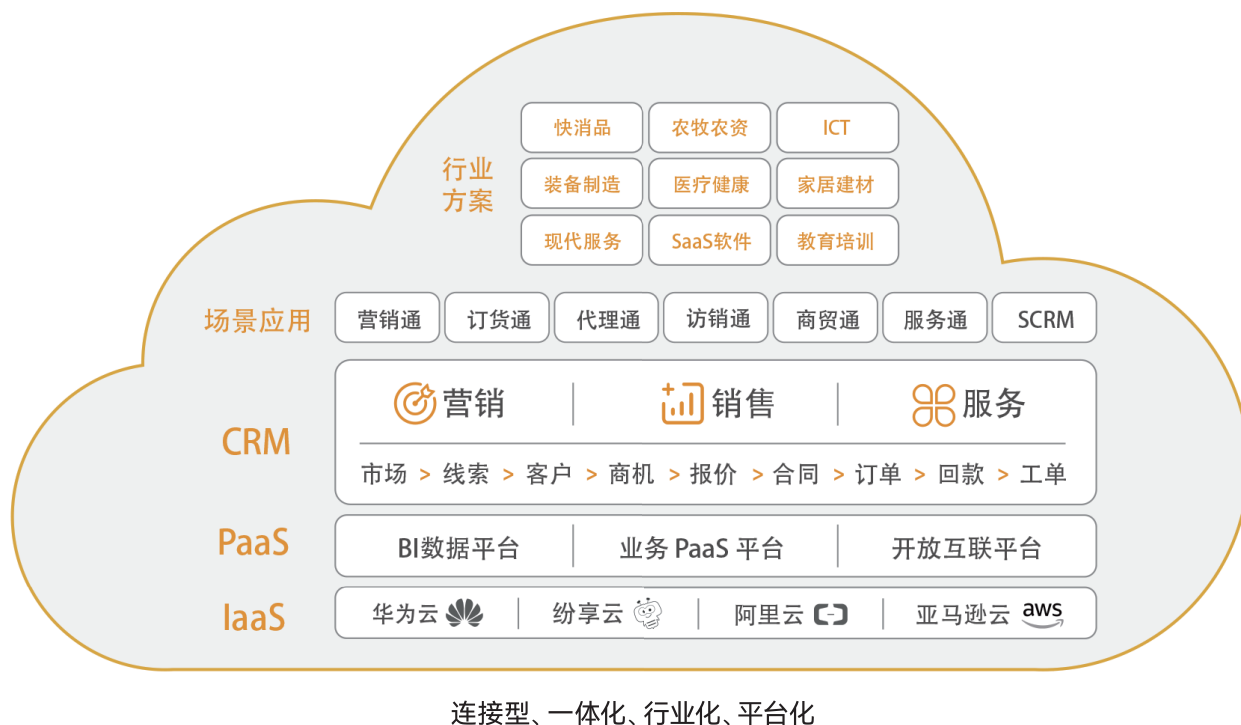 快消品 农牧农资 ICT
行业
方案
装备制造 医疗健康 家居建材
现代服务 SaaS软件 教育培训
场景应用 营销通 订货通 代理通 访销通 商贸通 服务通 SCRM
CRM
营销 | 销售 | 服务
市场 > 线索 > 客户 > 商机 > 报价 > 合同 > 订单 > 回款 > 工单
PaaS BI数据平台 | 业务 PaaS 平台 | 开放互联平台
IaaS 华为云 | 纷享云 | 阿里云 | 亚马逊云 aws
连接型、一体化、行业化、平台化